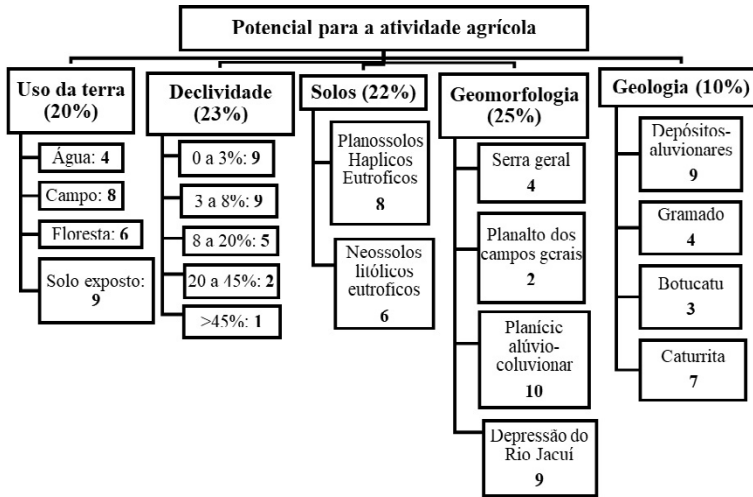 Potencial para a atividade agrícola
Uso da terra
(20%)
Água: 4
Campo: 8
Floresta: 6
Solo exposto:
9
Declividade
(23%)
0 a 3%: 9
3 a 8%: 9
8 a 20%: 5
20 a 45%: 2
>45%: 1
Solos (22%)
Planossolos
Haplicos
Eutroficos
8
Neossolos
litólicos
eutroficos
6
Geomorfologia
(25%)
Serra geral
4
Planalto dos
campos gerais
2
Planície
alúvio-
coluvionar
10
Depressão do
Rio Jacuí
9
Geologia (10%)
Depósitos-
aluvionares
9
Gramado
4
Botucatu
3
Caturrita
7